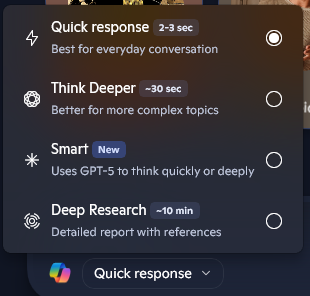 Quick response 2-3 sec
Best for everyday conversation
Think Deeper ~30 sec
Better for more complex topics
Smart New
Uses GPT-5 to think quickly or deeply
Deep Research ~10 min
Detailed report with references
Quick response